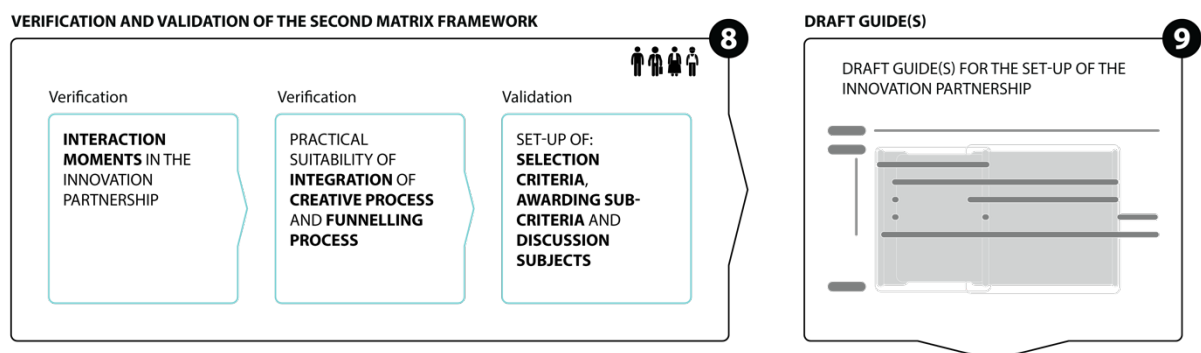 VERIFICATION AND VALIDATION OF THE SECOND MATRIX FRAMEWORK
8
Verification
INTERACTION
MOMENTS IN THE
INNOVATION
PARTNERSHIP
Verification
PRACTICAL
SUITABILITY OF
INTEGRATION OF
CREATIVE PROCESS
AND FUNNELLING
PROCESS
Validation
SET-UP OF:
SELECTION
CRITERIA,
AWARDING SUB-
CRITERIA AND
DISCUSSION
SUBJECTS
DRAFT GUIDE(S)
9
DRAFT GUIDE(S) FOR THE SET-UP OF THE
INNOVATION PARTNERSHIP